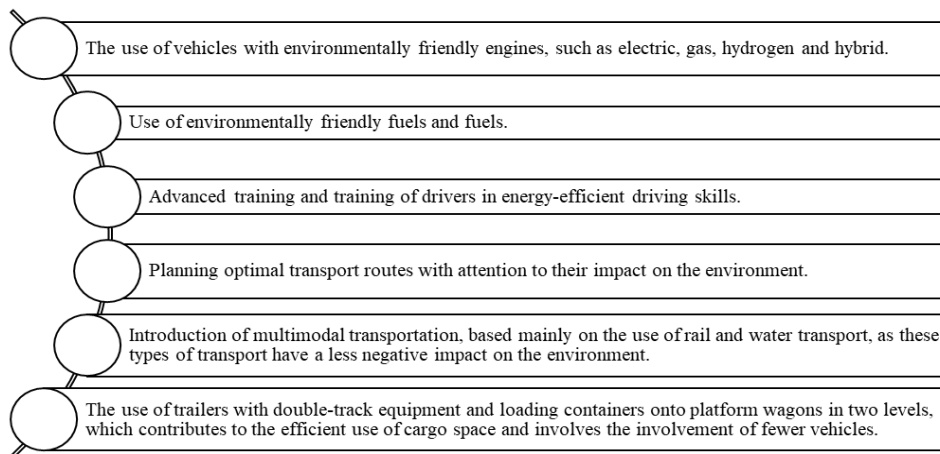 The use of vehicles with environmentally friendly engines, such as electric, gas, hydrogen and hybrid.
Use of environmentally friendly fuels and fuels.
Advanced training and training of drivers in energy-efficient driving skills.
Planning optimal transport routes with attention to their impact on the environment.
Introduction of multimodal transportation, based mainly on the use of rail and water transport, as these
types of transport have a less negative impact on the environment.
The use of trailers with double-track equipment and loading containers onto platform wagons in two levels,
which contributes to the efficient use of cargo space and involves the involvement of fewer vehicles.